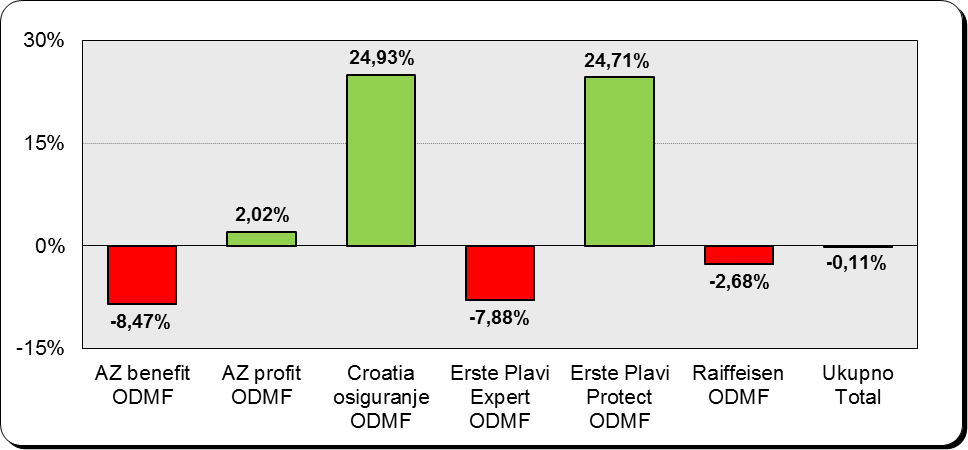 30%
15%
0%
-15%
-8,47%
2,02%
24,93%
-7,88%
24,71%
-2,68%
-0,11%
AZ benefit
ODMF
AZ profit
ODMF
Croatia
osiguranje
ODMF
Erste Plavi
Expert
ODMF
Erste Plavi
Protect
ODMF
Raiffeisen
ODMF
Ukupno
Total